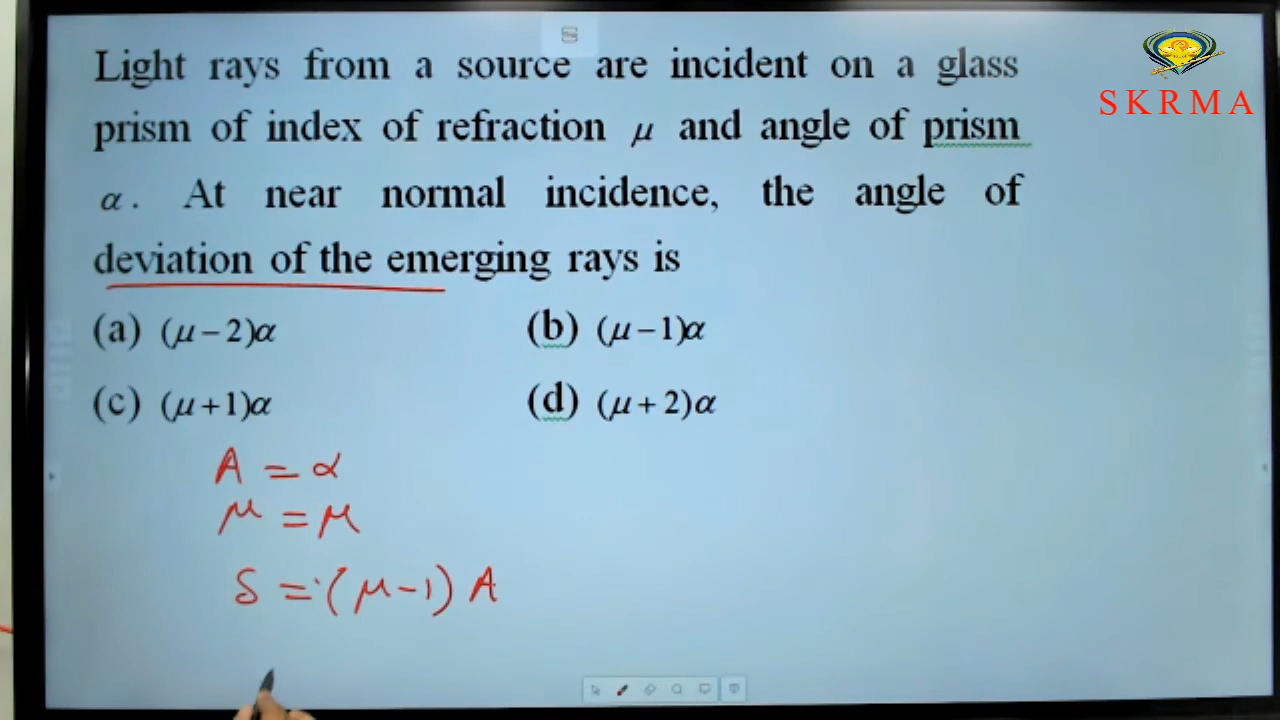 Light rays from a source are incident on a glass
prism of index of refraction μ and angle of prism
α. At near normal incidence, the angle of
deviation of the emerging rays is
(a) (μ−2)α (b) (μ−1)α
(c) (μ+1)α (d) (μ+2)α
A = α
μ = μ
δ = (μ−1) A
SKRMA